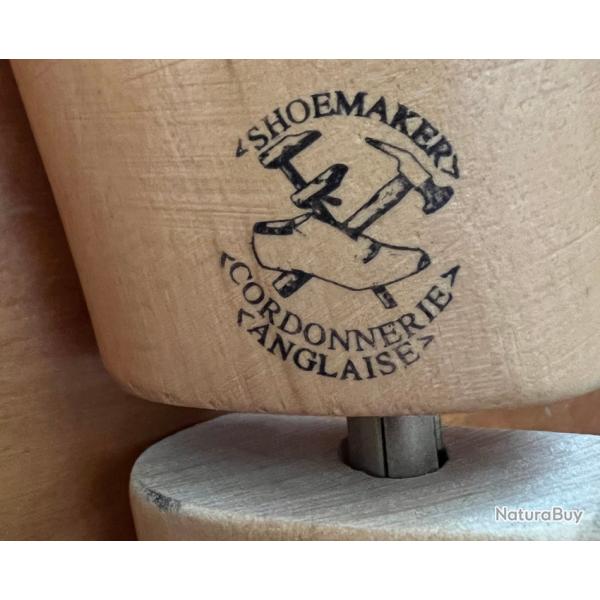 <SHOEMAKER>
<CORDONNERIE>
<ANGLAISE>
NaturaBuy